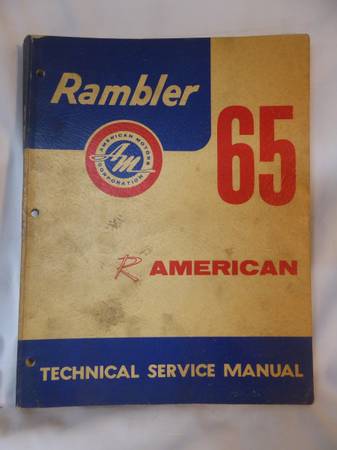 Rambler
65
AMERICAN MOTORS
AM
CORPORATION
R AMERICAN
TECHNICAL SERVICE MANUAL